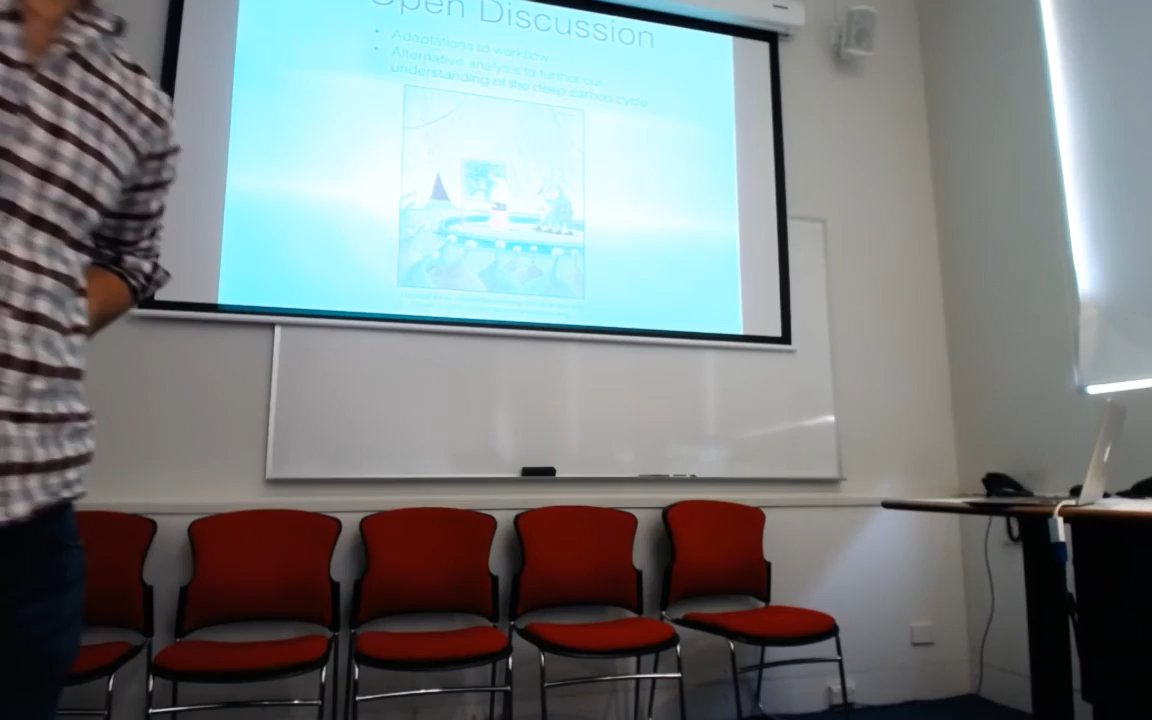 Open Discussion
• Adaptations to workflow
• Alternative analysis to further our
understanding of the deep carbon cycle